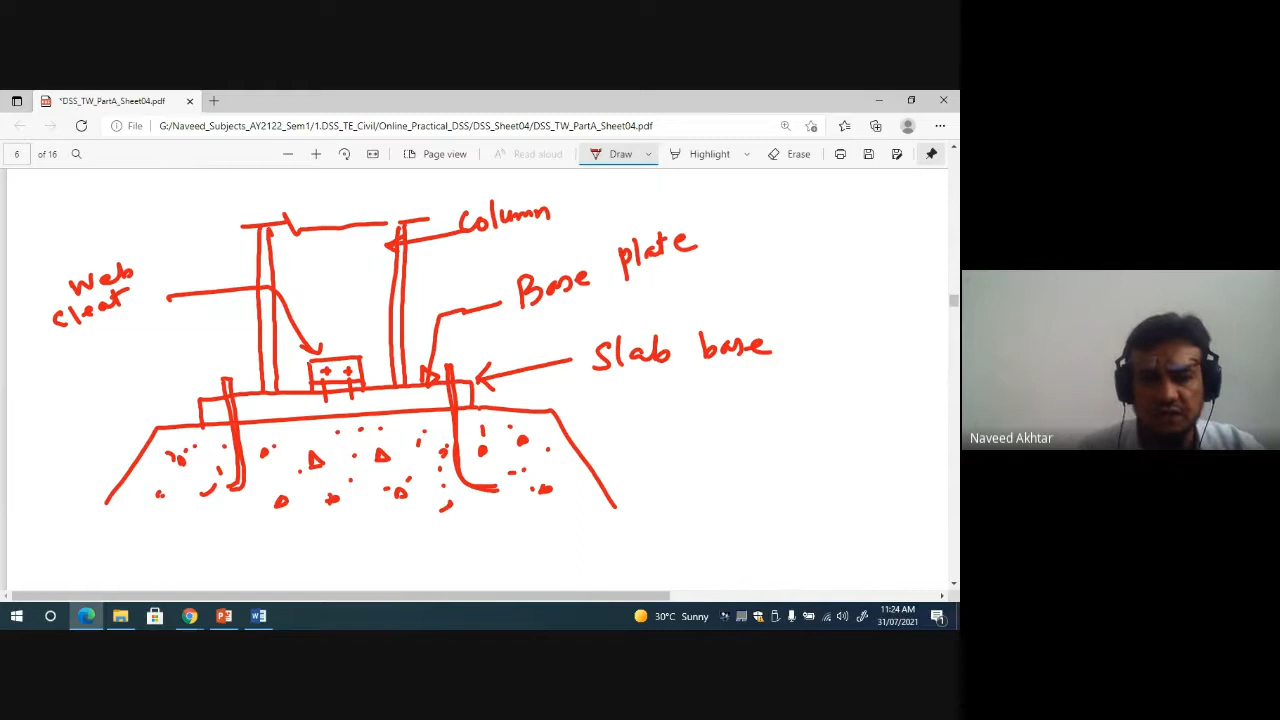 *DSS_TW_PartA_Sheet04.pdf
File G:/Naveed_Subjects_AY2122_Sem1/1.DSS_TE_Civil/Online_Practical_DSS/DSS_Sheet04/DSS_TW_PartA_Sheet04.pdf
6 of 16 Page view Read aloud Draw Highlight Erase
column
Base plate
Web
cleat
Slab base
Naveed Akhtar
30°C Sunny
11:24 AM
31/07/2021
1